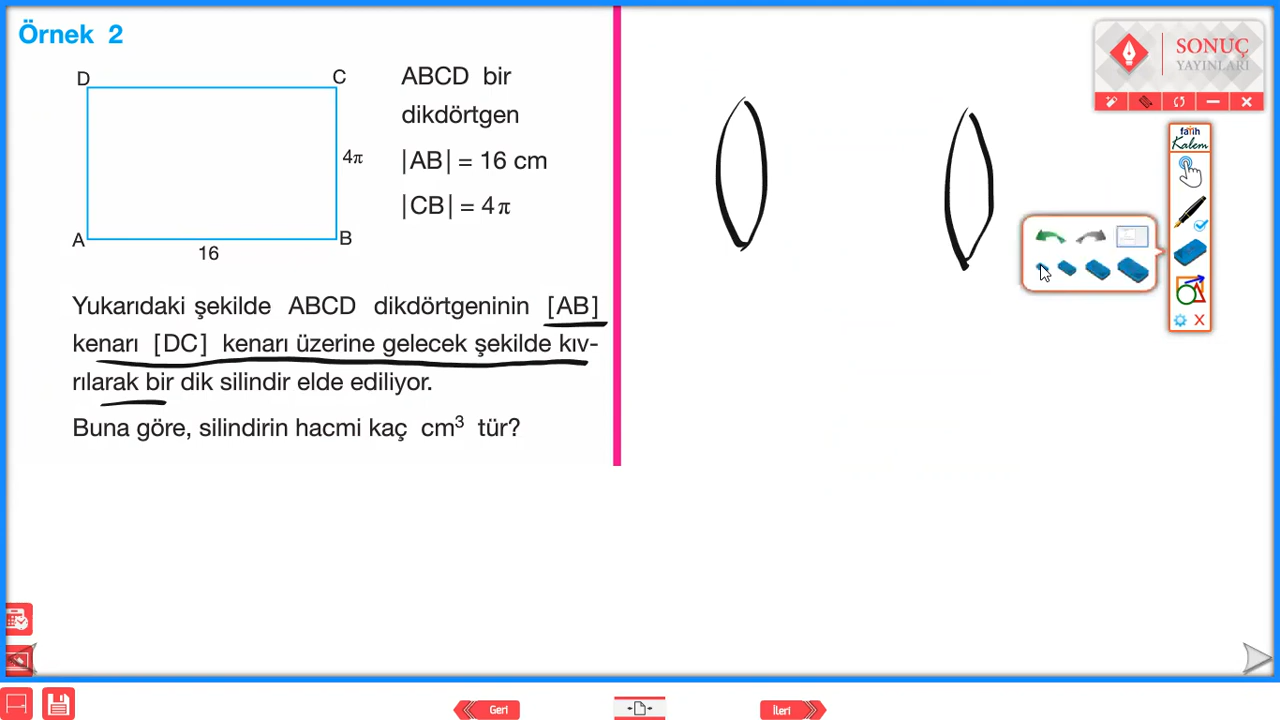 Örnek 2
D
C
4π
A
16
B
ABCD bir
dikdörtgen
|AB| = 16 cm
|CB| = 4π
Yukarıdaki şekilde ABCD dikdörtgeninin [AB]
kenarı [DC] kenarı üzerine gelecek şekilde kıv-
rılarak bir dik silindir elde ediliyor.
Buna göre, silindirin hacmi kaç cm³ tür?
SONUÇ
YAYINLARI
fatih
Kalem
Geri
İleri